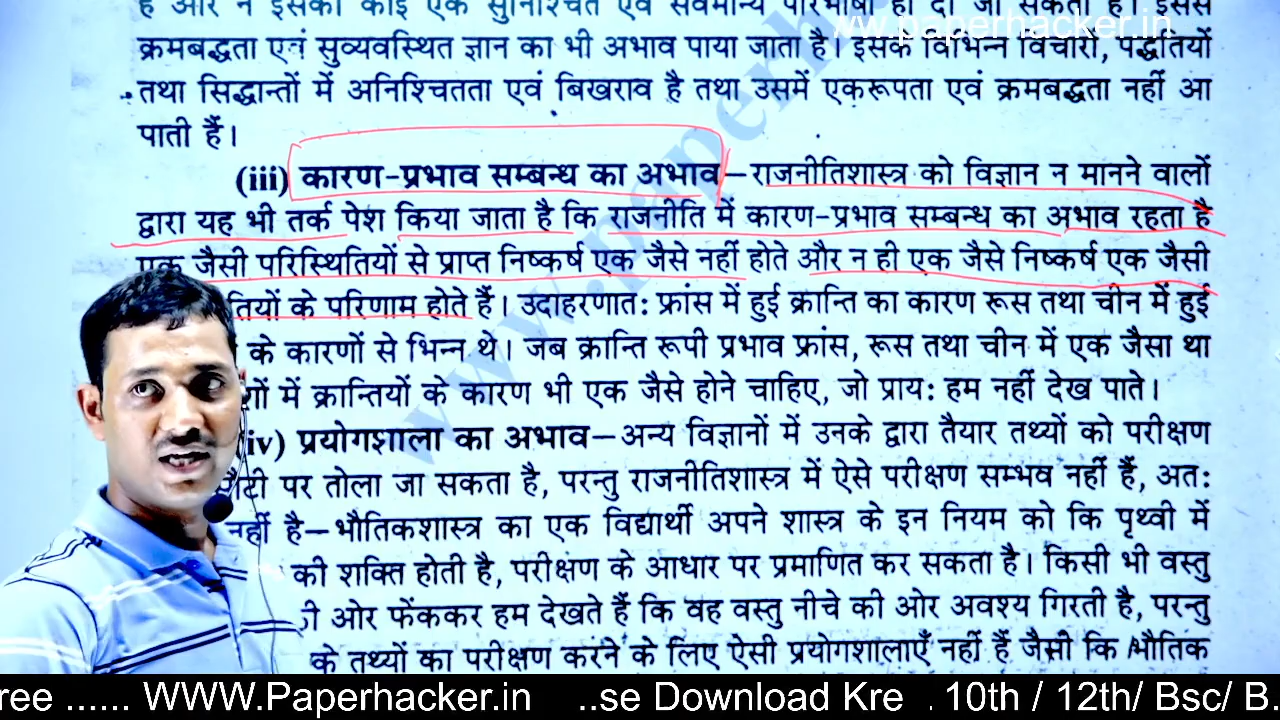 है और न इसकी कोई एक सुनिश्चित एवं सर्वमान्य परिभाषा ही दी जा सकती है। इससे
ww.paperhacker.in
क्रमबद्धता एवं सुव्यवस्थित ज्ञान का भी अभाव पाया जाता है। इसके विभिन्न विचारों, पद्धतियों
तथा सिद्धान्तों में अनिश्चितता एवं बिखराव है तथा उसमें एकरूपता एवं क्रमबद्धता नहीं आ
पाती हैं।
(iii) कारण-प्रभाव सम्बन्ध का अभाव—राजनीतिशास्त्र को विज्ञान न मानने वालों
द्वारा यह भी तर्क पेश किया जाता है कि राजनीति में कारण-प्रभाव सम्बन्ध का अभाव रहता है
एक जैसी परिस्थितियों से प्राप्त निष्कर्ष एक जैसे नहीं होते और न ही एक जैसे निष्कर्ष एक जैसी
तियों के परिणाम होते हैं। उदाहरणात: फ्रांस में हुई क्रान्ति का कारण रूस तथा चीन में हुई
के कारणों से भिन्न थे। जब क्रान्ति रूपी प्रभाव फ्रांस, रूस तथा चीन में एक जैसा था
में क्रान्तियों के कारण भी एक जैसे होने चाहिए, जो प्राय: हम नहीं देख पाते।
iv) प्रयोगशाला का अभाव—अन्य विज्ञानों में उनके द्वारा तैयार तथ्यों को परीक्षण
टी पर तोला जा सकता है, परन्तु राजनीतिशास्त्र में ऐसे परीक्षण सम्भव नहीं हैं, अत:
नहीं है—भौतिकशास्त्र का एक विद्यार्थी अपने शास्त्र के इन नियम को कि पृथ्वी में
की शक्ति होती है, परीक्षण के आधार पर प्रमाणित कर सकता है। किसी भी वस्तु
ी ओर फेंककर हम देखते हैं कि वह वस्तु नीचे की ओर अवश्य गिरती है, परन्तु
के तथ्यों का परीक्षण करने के लिए ऐसी प्रयोगशालाएँ नहीं हैं जैसी कि भौतिक
ree ...... WWW.Paperhacker.in ..se Download Kre . 10th / 12th/ Bsc/ B.